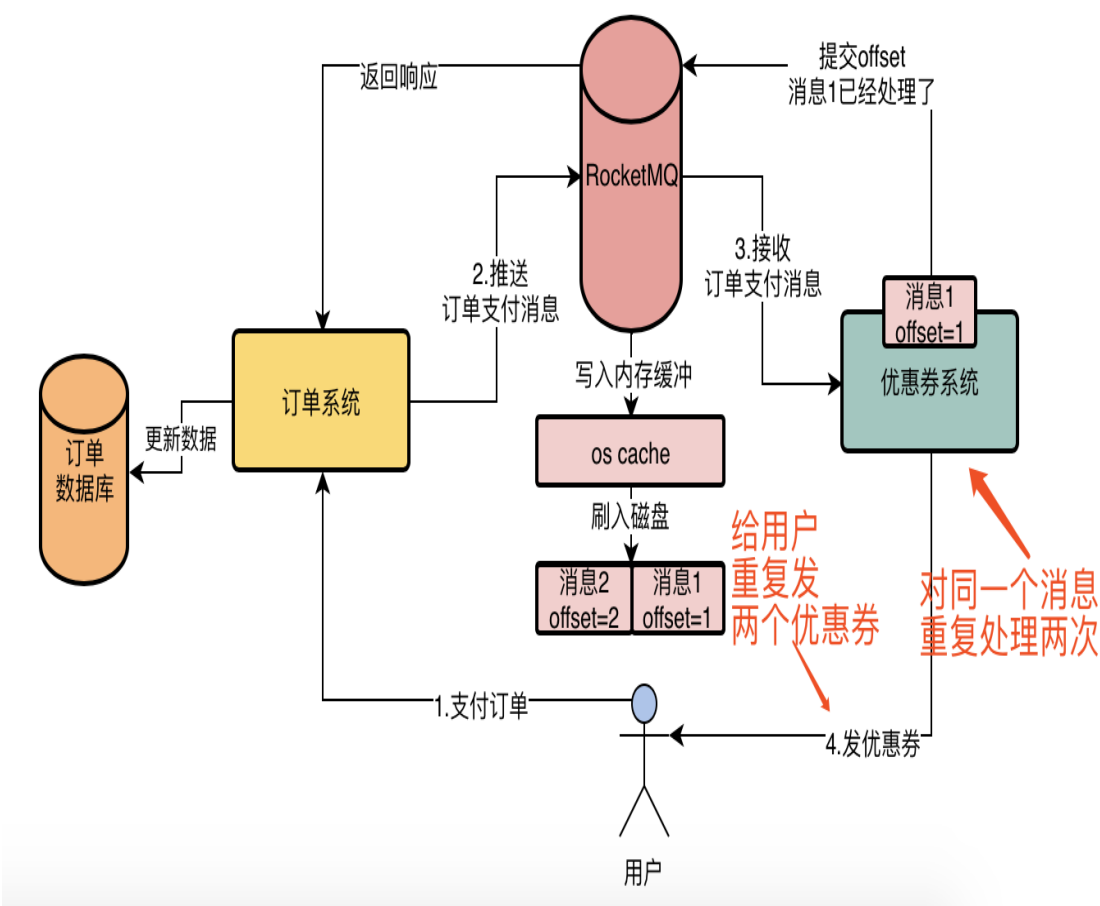 提交offset
消息1已经处理了
返回响应
RocketMQ
2.推送
订单支付消息
3.接收
订单支付消息
消息1
offset=1
优惠券系统
写入内存缓冲
订单系统
更新数据
订单
数据库
os cache
刷入磁盘
消息2
offset=2
消息1
offset=1
给用户
重复发
两个优惠券
对同一个消息
重复处理两次
1.支付订单
4.发优惠券
用户